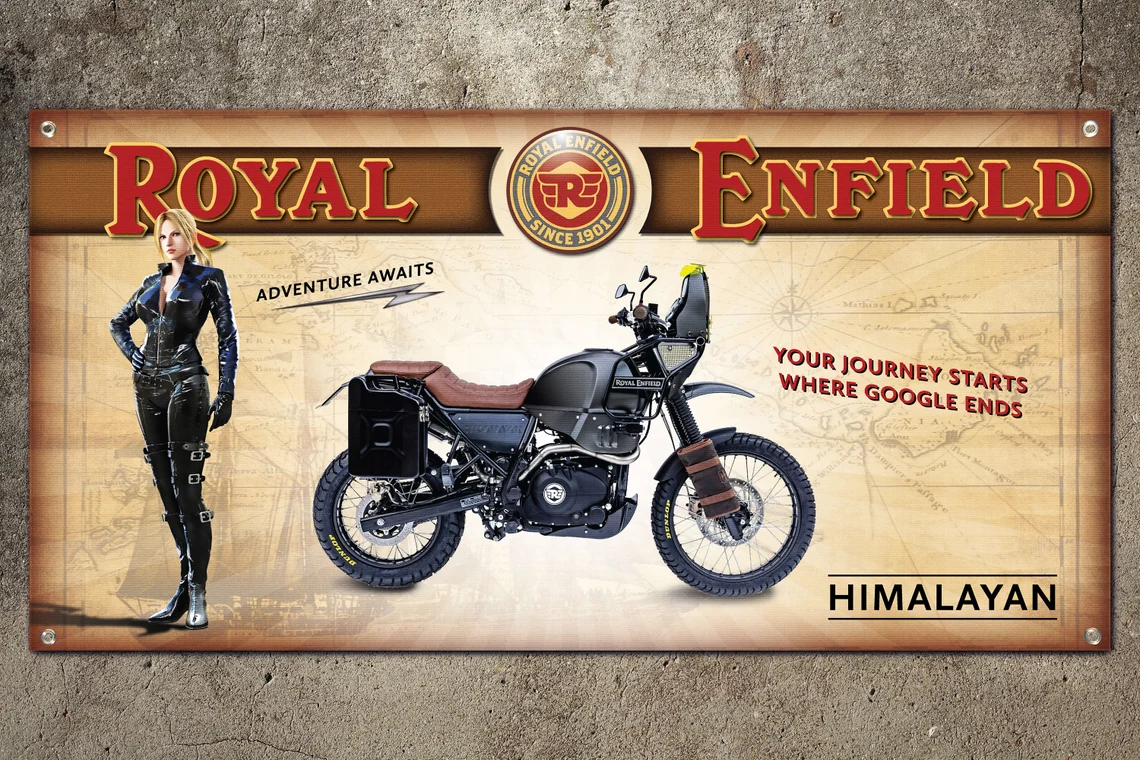 ROYAL ENFIELD
ROYAL ENFIELD
R
SINCE 1901
ADVENTURE AWAITS
YOUR JOURNEY STARTS
WHERE GOOGLE ENDS
ROYAL ENFIELD
R
DUNLOP
DUNLOP
HIMALAYAN